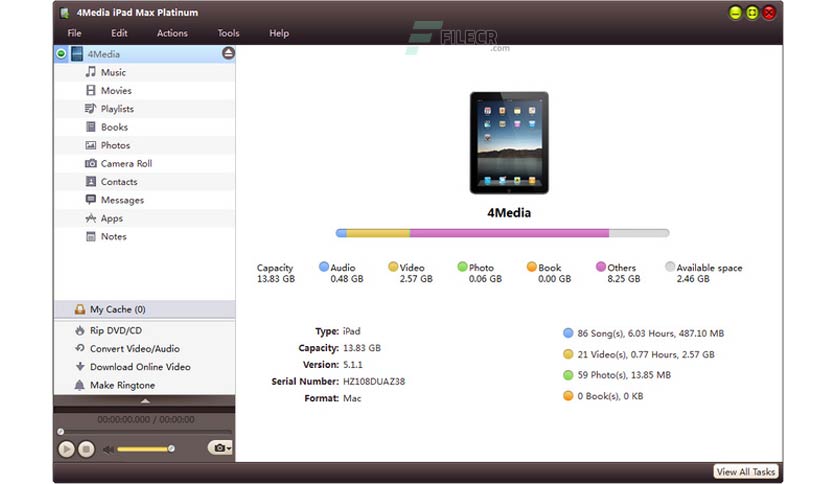 4Media iPad Max Platinum
File Edit Actions Tools Help
FILECR
.com
4Media
Music
Movies
Playlists
Books
Photos
Camera Roll
Contacts
Messages
Apps
Notes
My Cache (0)
Rip DVD/CD
Convert Video/Audio
Download Online Video
Make Ringtone
00:00:00.000 / 00:00:00
4Media
Capacity Audio Video Photo Book Others Available space
13.83 GB 0.48 GB 2.57 GB 0.06 GB 0.00 GB 8.25 GB 2.46 GB
Type: iPad
Capacity: 13.83 GB
Version: 5.1.1
Serial Number: HZ108DUAZ38
Format: Mac
86 Song(s), 6.03 Hours, 487.10 MB
21 Video(s), 0.77 Hours, 2.57 GB
59 Photo(s), 13.85 MB
0 Book(s), 0 KB
View All Tasks